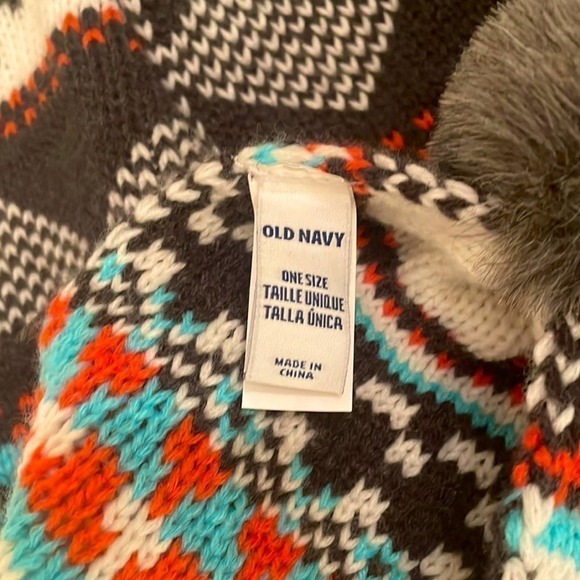 OLD NAVY
ONE SIZE
TAILLE UNIQUE
TALLA ÚNICA
MADE IN
CHINA